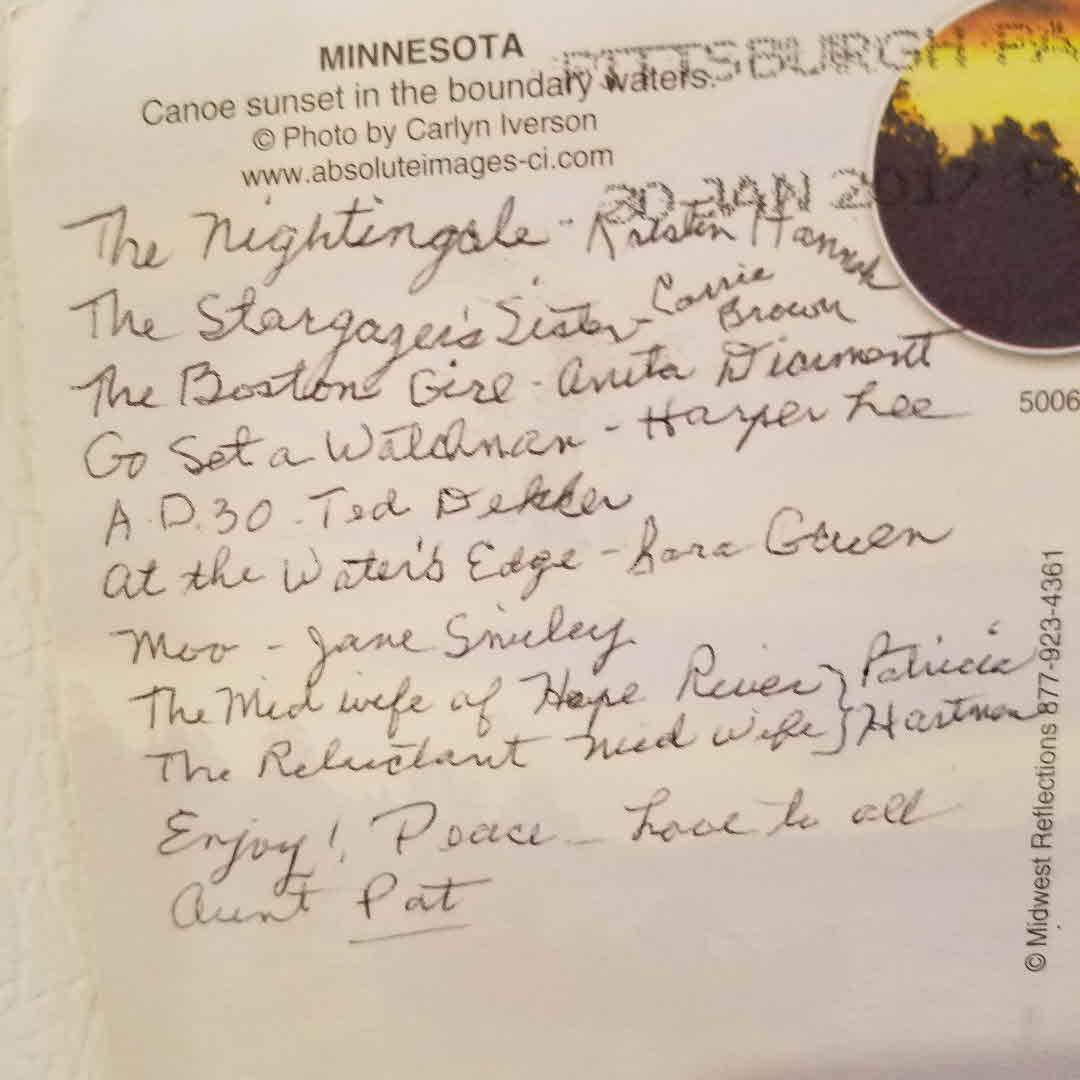 MINNESOTA
Canoe sunset in the boundary waters.
© Photo by Carlyn Iverson
www.absoluteimages-ci.com
PITTSBURGH PA
20 JAN 2017 P
The Nightingale - Kristin Hannah
The Stargazer's Sister - Carrie Brown
The Boston Girl - Anita Diamant
Go Set a Watchman - Harper Lee
A.D. 30 - Ted Dekker
At the Water's Edge - Sara Gruen
Moo - Jane Smiley
The Midwife of Hope River } Patricia
The Reluctant Midwife } Hartman
Enjoy! Peace - Love to all
Aunt Pat
5006
© Midwest Reflections 877-923-4361